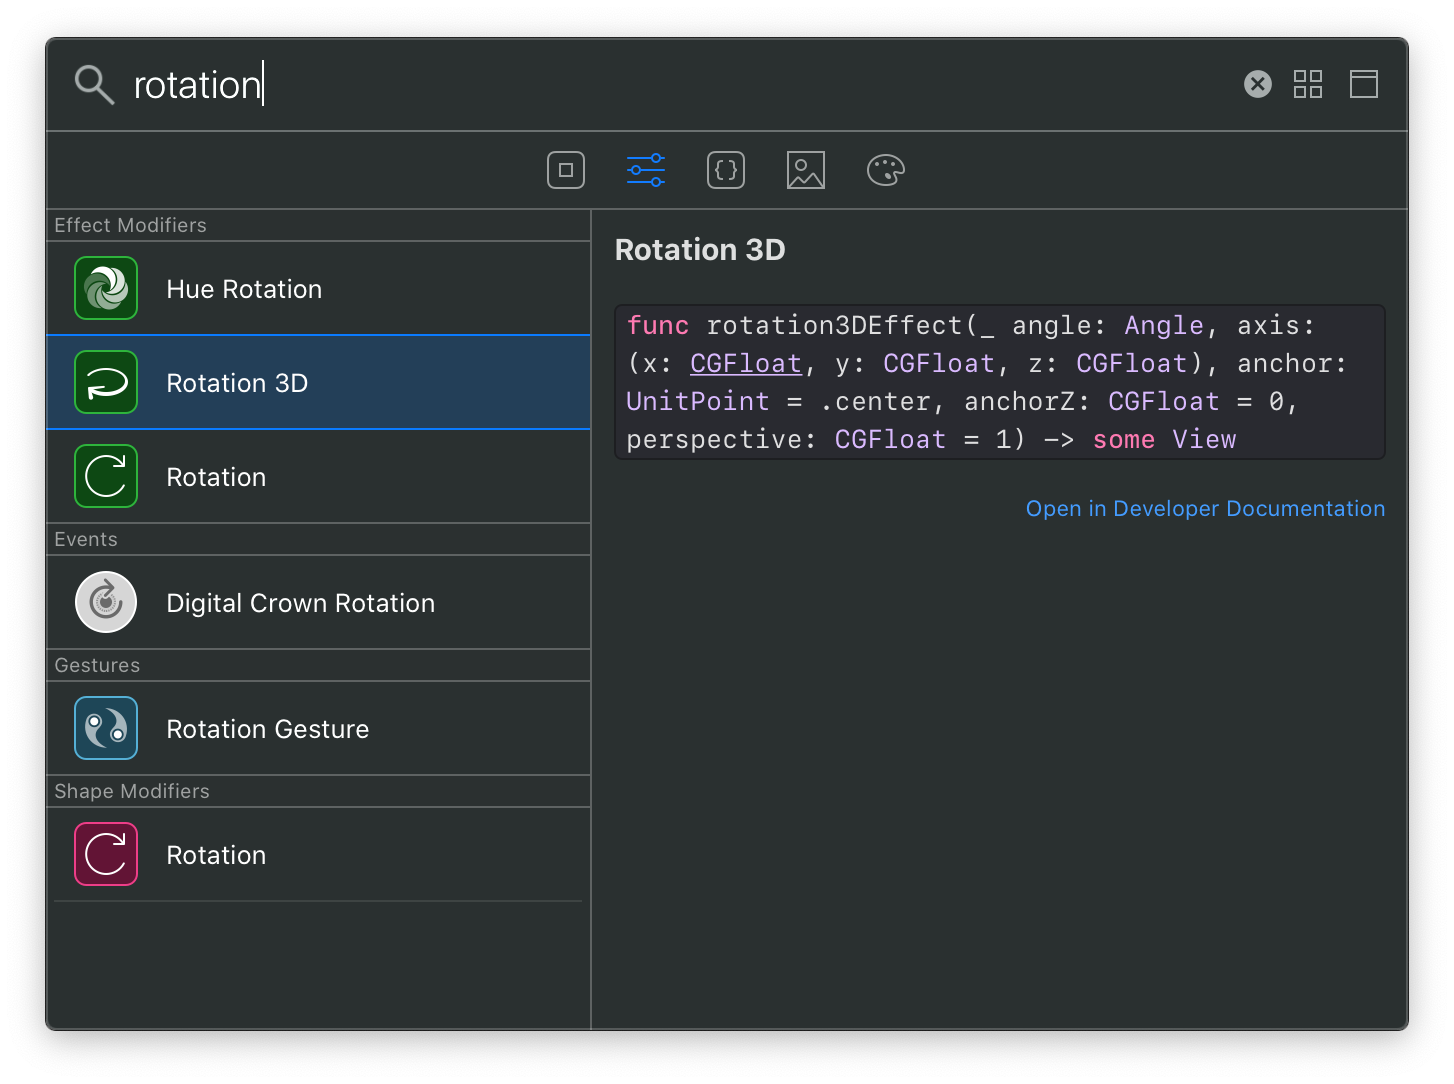 rotation
Effect Modifiers
Hue Rotation
Rotation 3D
Rotation
Events
Digital Crown Rotation
Gestures
Rotation Gesture
Shape Modifiers
Rotation
Rotation 3D
func rotation3DEffect(_ angle: Angle, axis:
(x: CGFloat, y: CGFloat, z: CGFloat), anchor:
UnitPoint = .center, anchorZ: CGFloat = 0,
perspective: CGFloat = 1) -> some View
Open in Developer Documentation